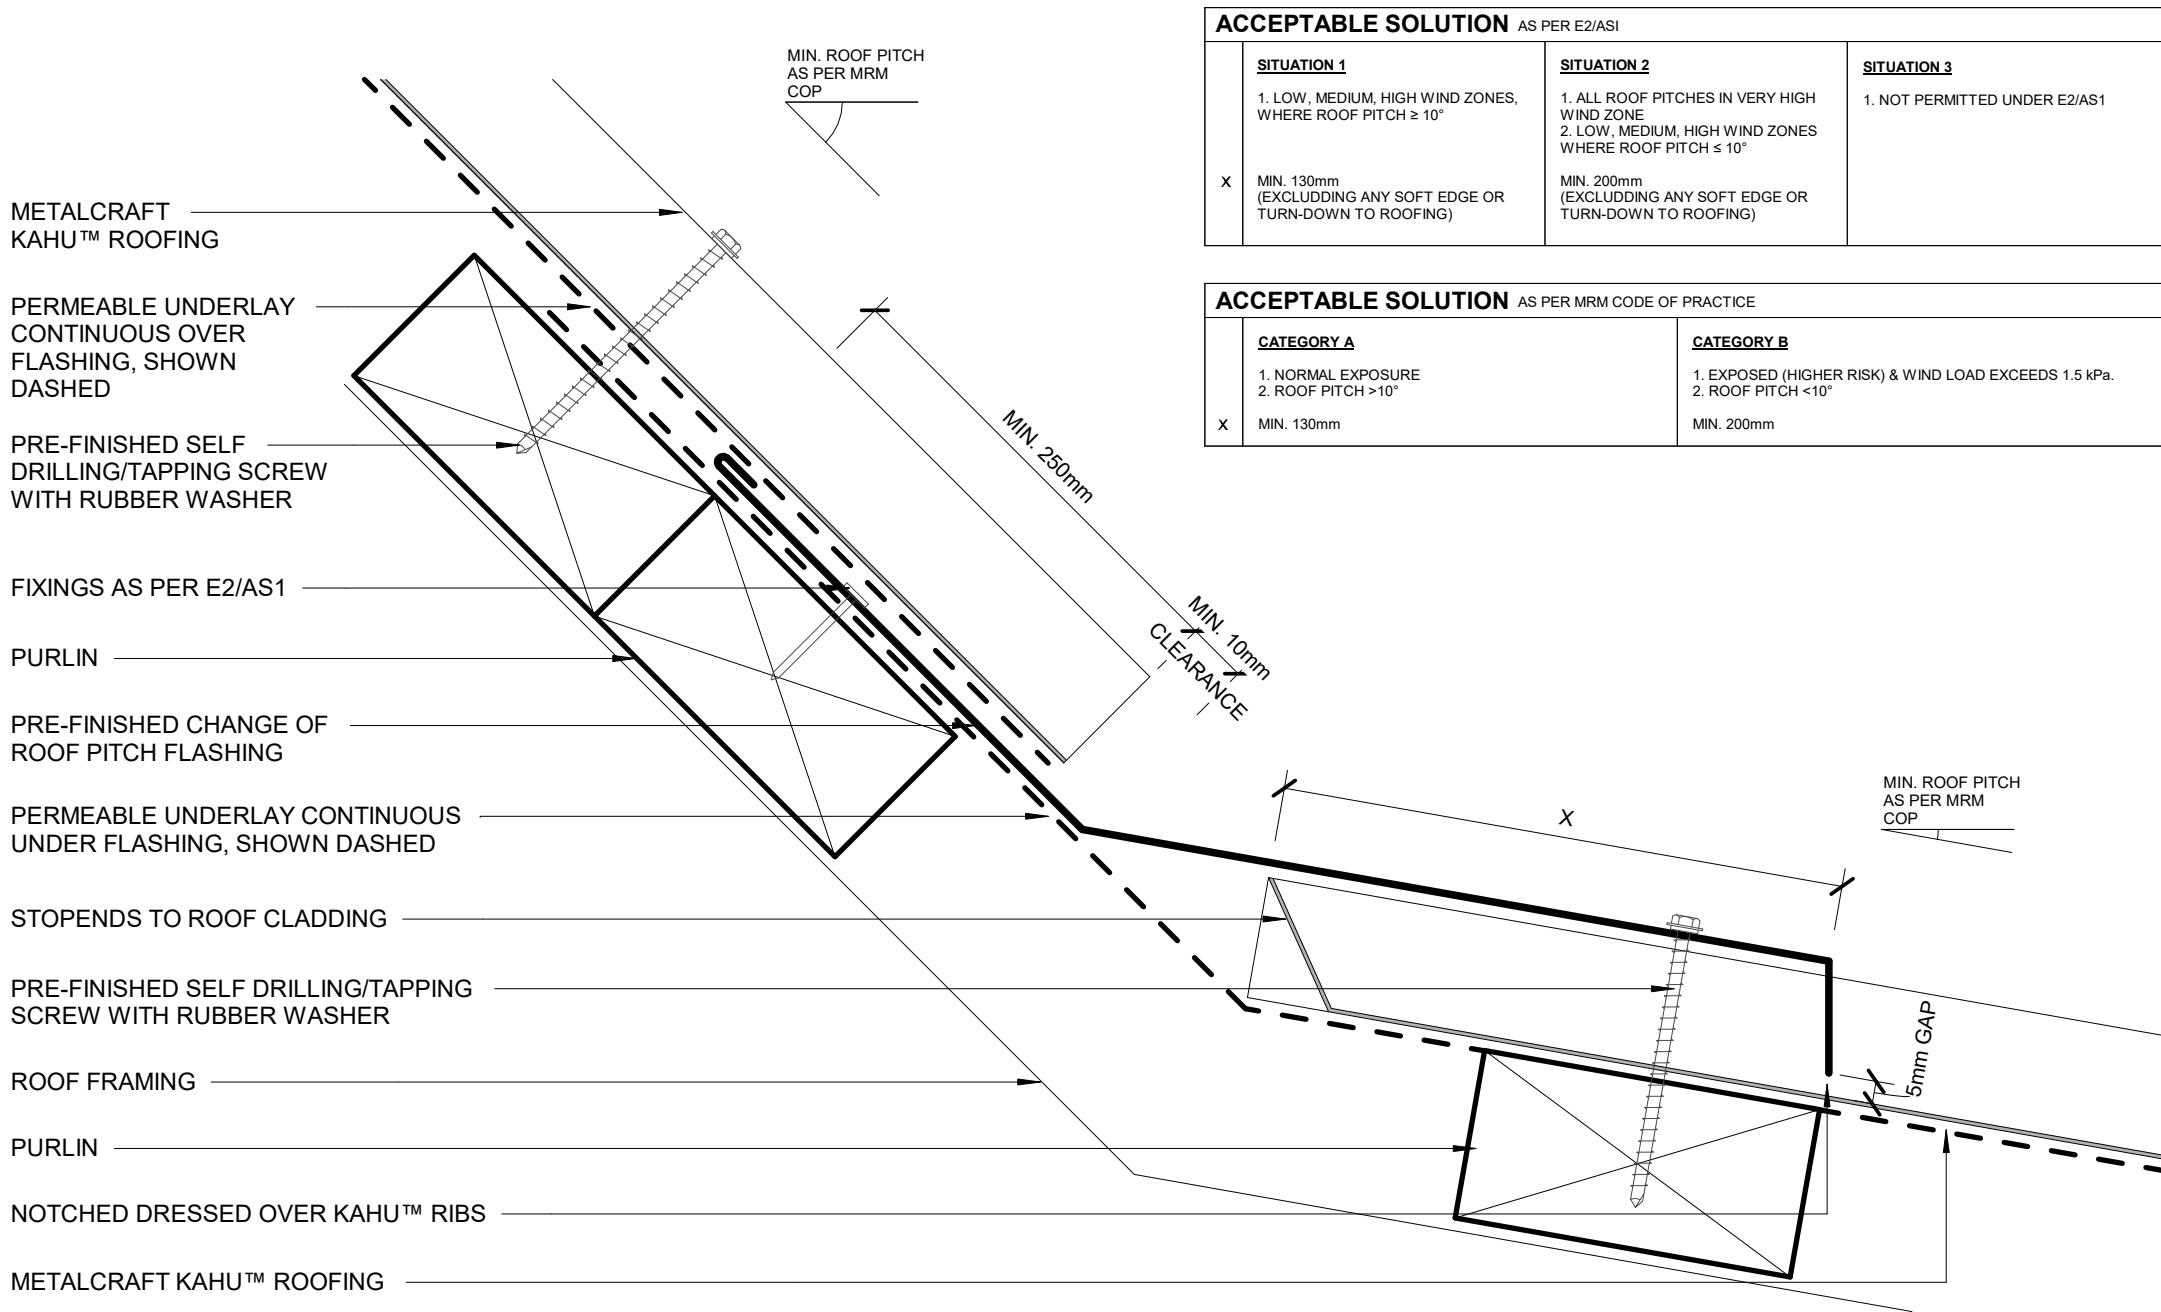 ACCEPTABLE SOLUTION AS PER E2/ASI
SITUATION 1
1. LOW, MEDIUM, HIGH WIND ZONES,
WHERE ROOF PITCH ≥ 10°
SITUATION 2
1. ALL ROOF PITCHES IN VERY HIGH
WIND ZONE
2. LOW, MEDIUM, HIGH WIND ZONES
WHERE ROOF PITCH ≤ 10°
SITUATION 3
1. NOT PERMITTED UNDER E2/AS1
X
MIN. 130mm
(EXCLUDDING ANY SOFT EDGE OR
TURN-DOWN TO ROOFING)
MIN. 200mm
(EXCLUDDING ANY SOFT EDGE OR
TURN-DOWN TO ROOFING)
ACCEPTABLE SOLUTION AS PER MRM CODE OF PRACTICE
CATEGORY A
1. NORMAL EXPOSURE
2. ROOF PITCH >10°
CATEGORY B
1. EXPOSED (HIGHER RISK) & WIND LOAD EXCEEDS 1.5 kPa.
2. ROOF PITCH <10°
X
MIN. 130mm
MIN. 200mm
MIN. ROOF PITCH
AS PER MRM
COP
METALCRAFT
KAHU™ ROOFING
PERMEABLE UNDERLAY
CONTINUOUS OVER
FLASHING, SHOWN
DASHED
PRE-FINISHED SELF
DRILLING/TAPPING SCREW
WITH RUBBER WASHER
FIXINGS AS PER E2/AS1
PURLIN
PRE-FINISHED CHANGE OF
ROOF PITCH FLASHING
PERMEABLE UNDERLAY CONTINUOUS
UNDER FLASHING, SHOWN DASHED
STOPENDS TO ROOF CLADDING
PRE-FINISHED SELF DRILLING/TAPPING
SCREW WITH RUBBER WASHER
ROOF FRAMING
PURLIN
NOTCHED DRESSED OVER KAHU™ RIBS
METALCRAFT KAHU™ ROOFING
MIN. 250mm
MIN. 10mm
CLEARANCE
X
MIN. ROOF PITCH
AS PER MRM
COP
5mm GAP